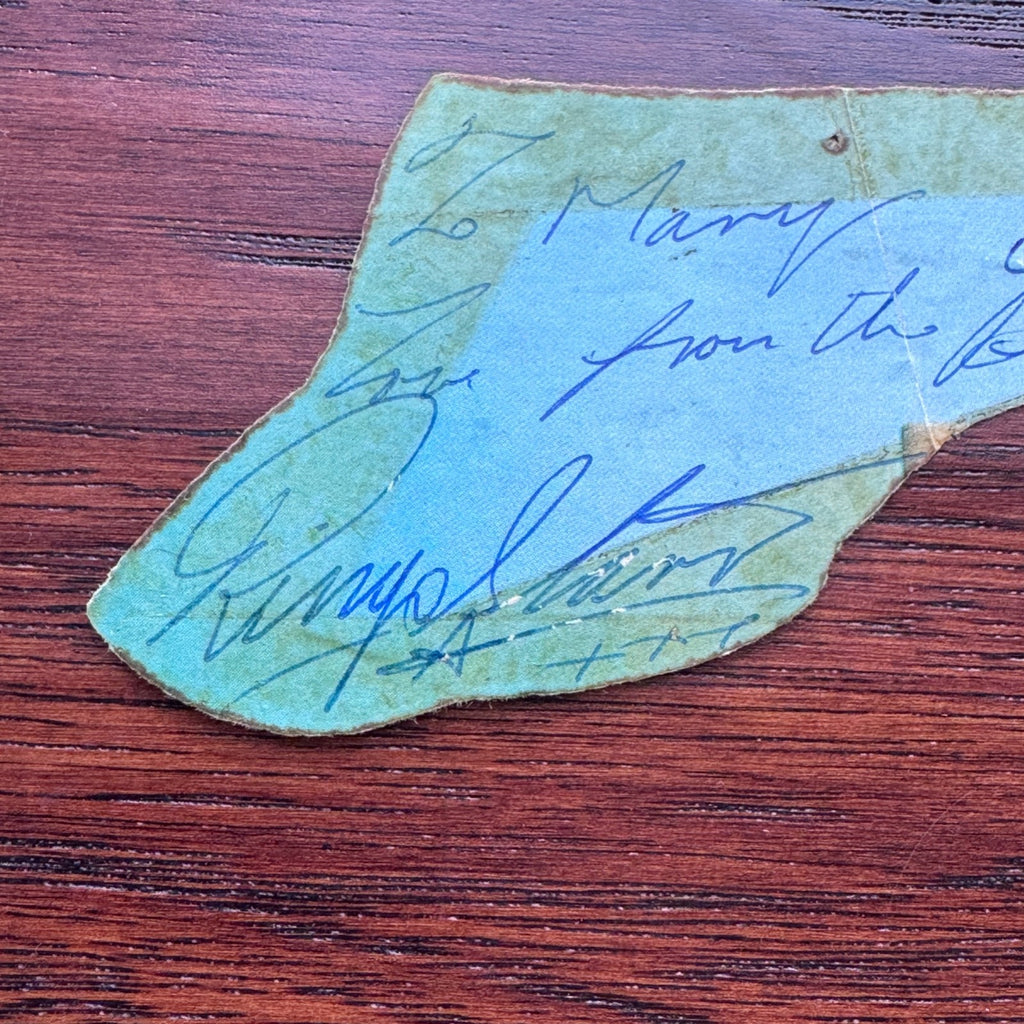 To Mary
Love from the
Ringo Starr
+++